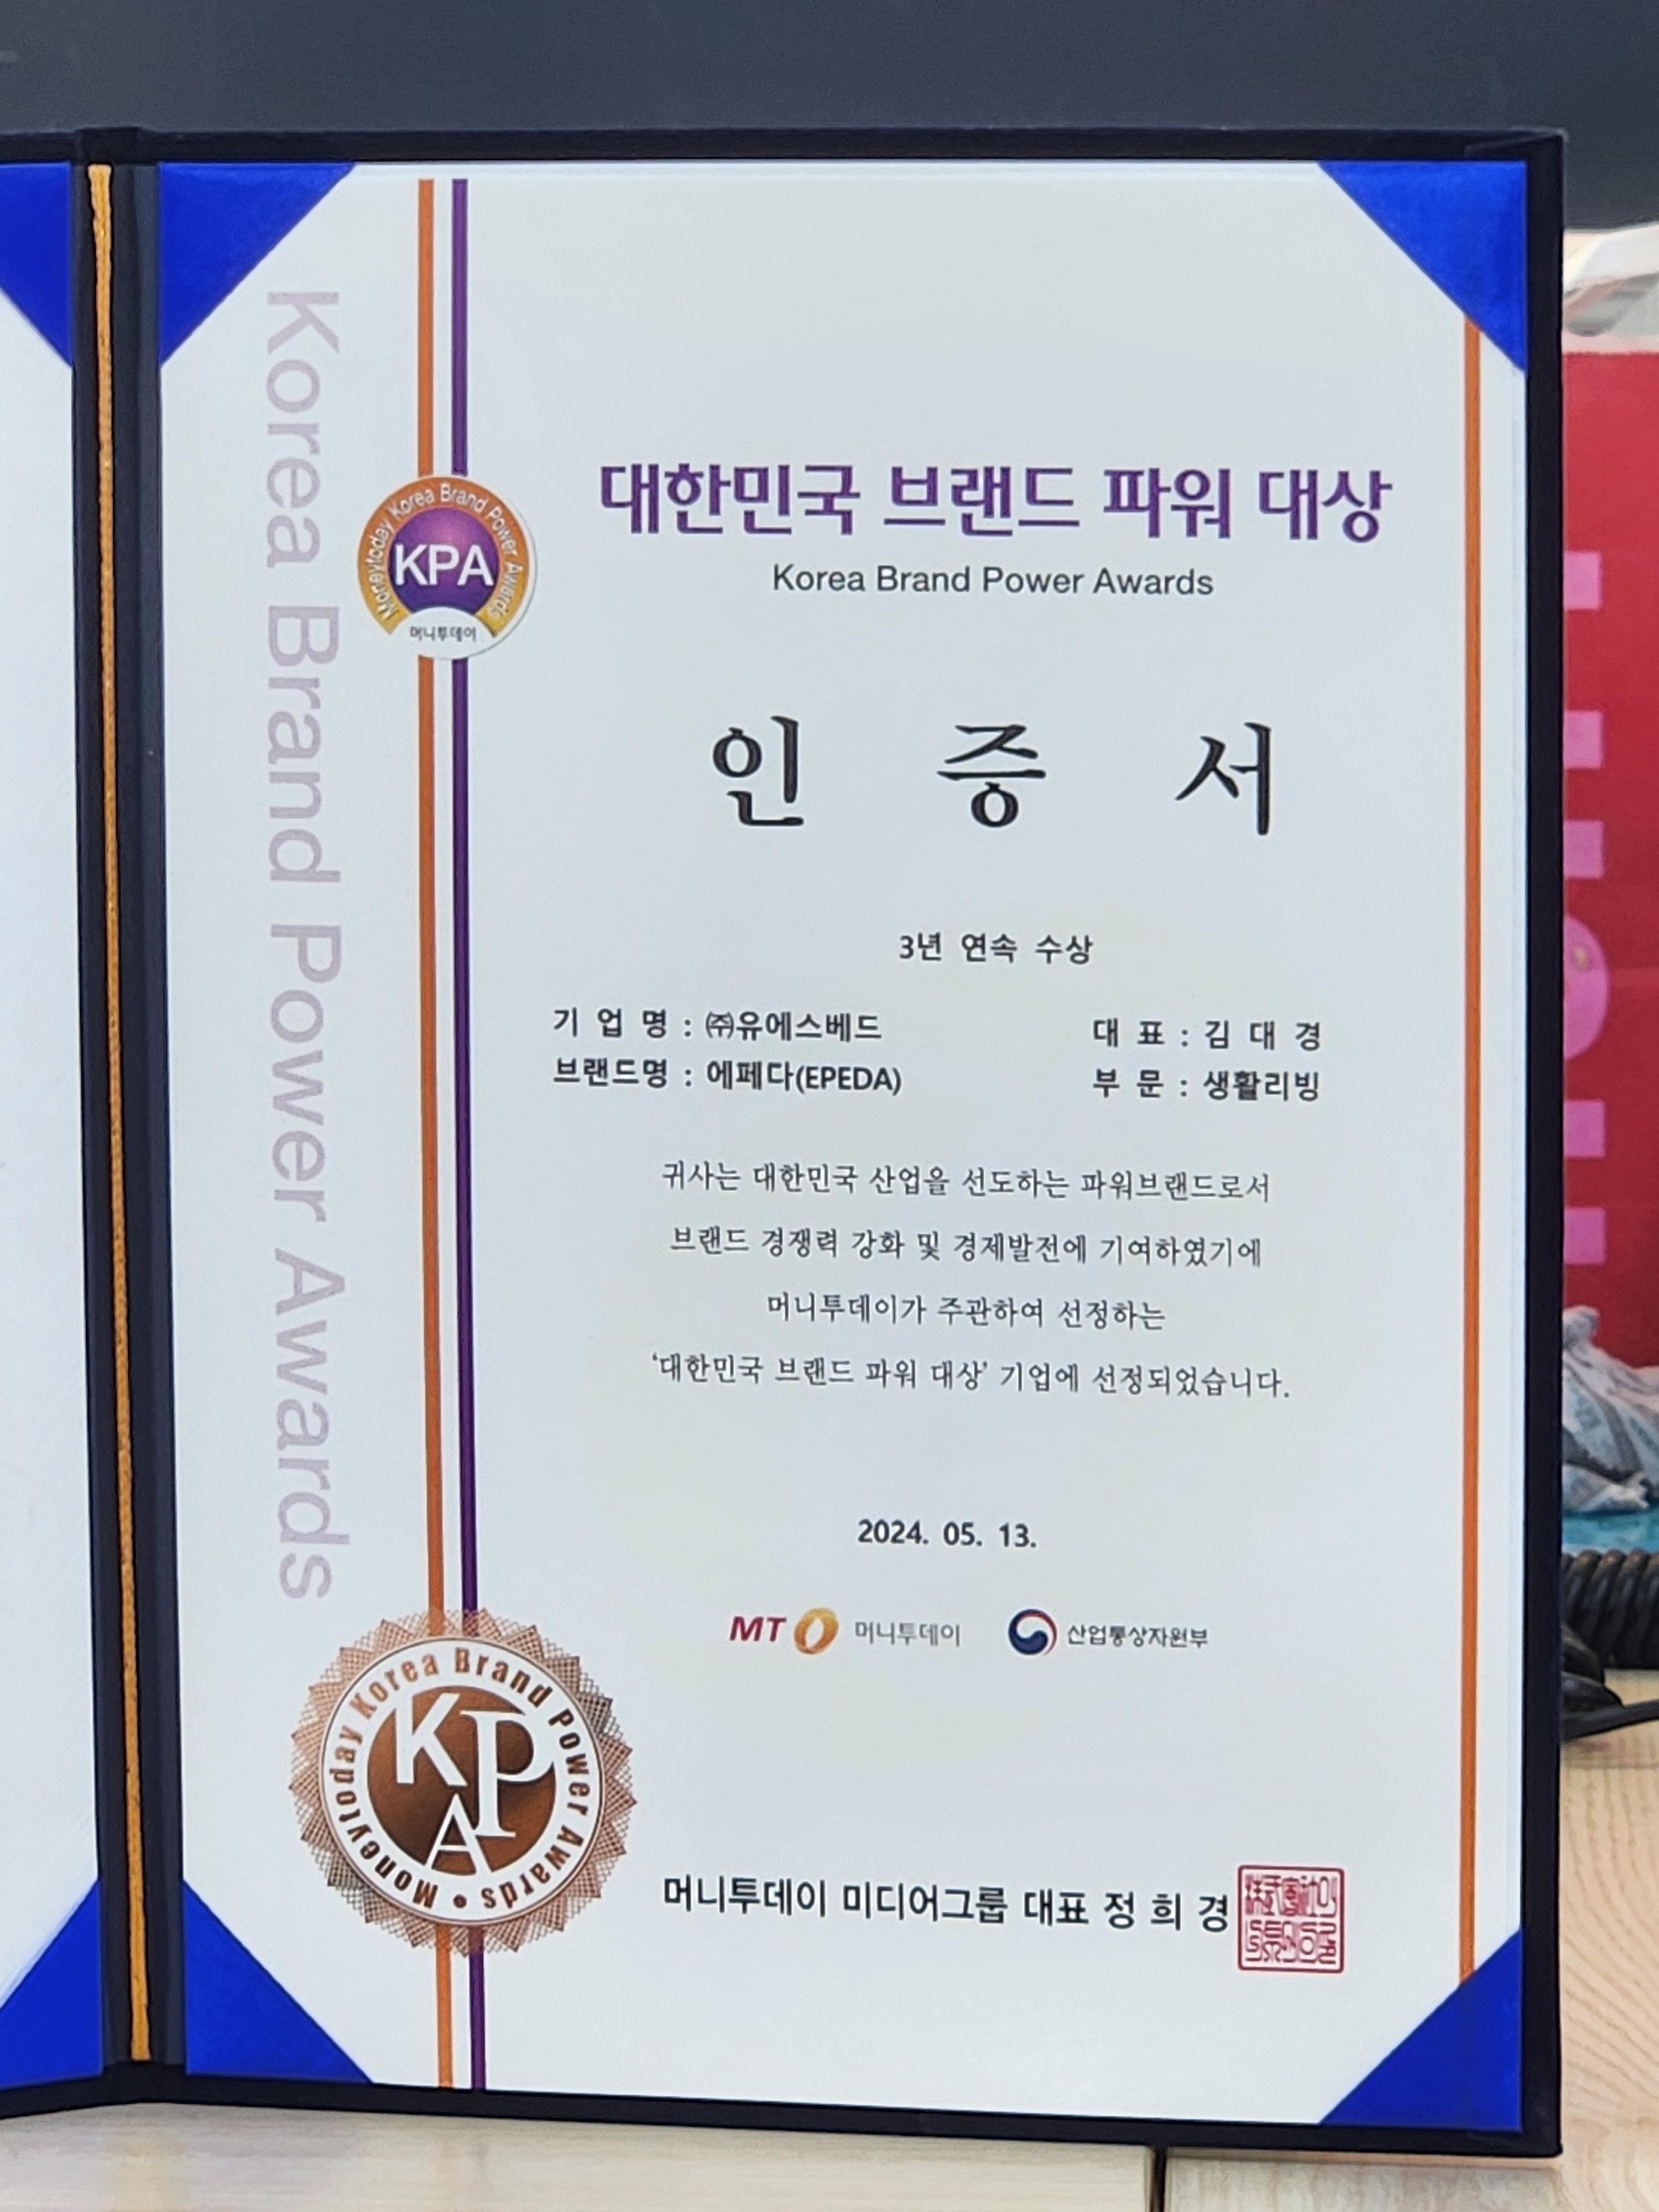 Korea Brand Power Awards
Moneytoday Korea Brand Power Awards
KPA
머니투데이
대한민국 브랜드 파워 대상
Korea Brand Power Awards
인 증 서
3년 연속 수상
기 업 명 : ㈜유에스베드
대 표 : 김 대 경
브랜드명 : 에페다(EPEDA)
부 문 : 생활리빙
귀사는 대한민국 산업을 선도하는 파워브랜드로서
브랜드 경쟁력 강화 및 경제발전에 기여하였기에
머니투데이가 주관하여 선정하는
‘대한민국 브랜드 파워 대상’ 기업에 선정되었습니다.
2024. 05. 13.
MT 머니투데이 산업통상자원부
Moneytoday Korea Brand Power Awards •
KPA
머니투데이 미디어그룹 대표 정 희 경